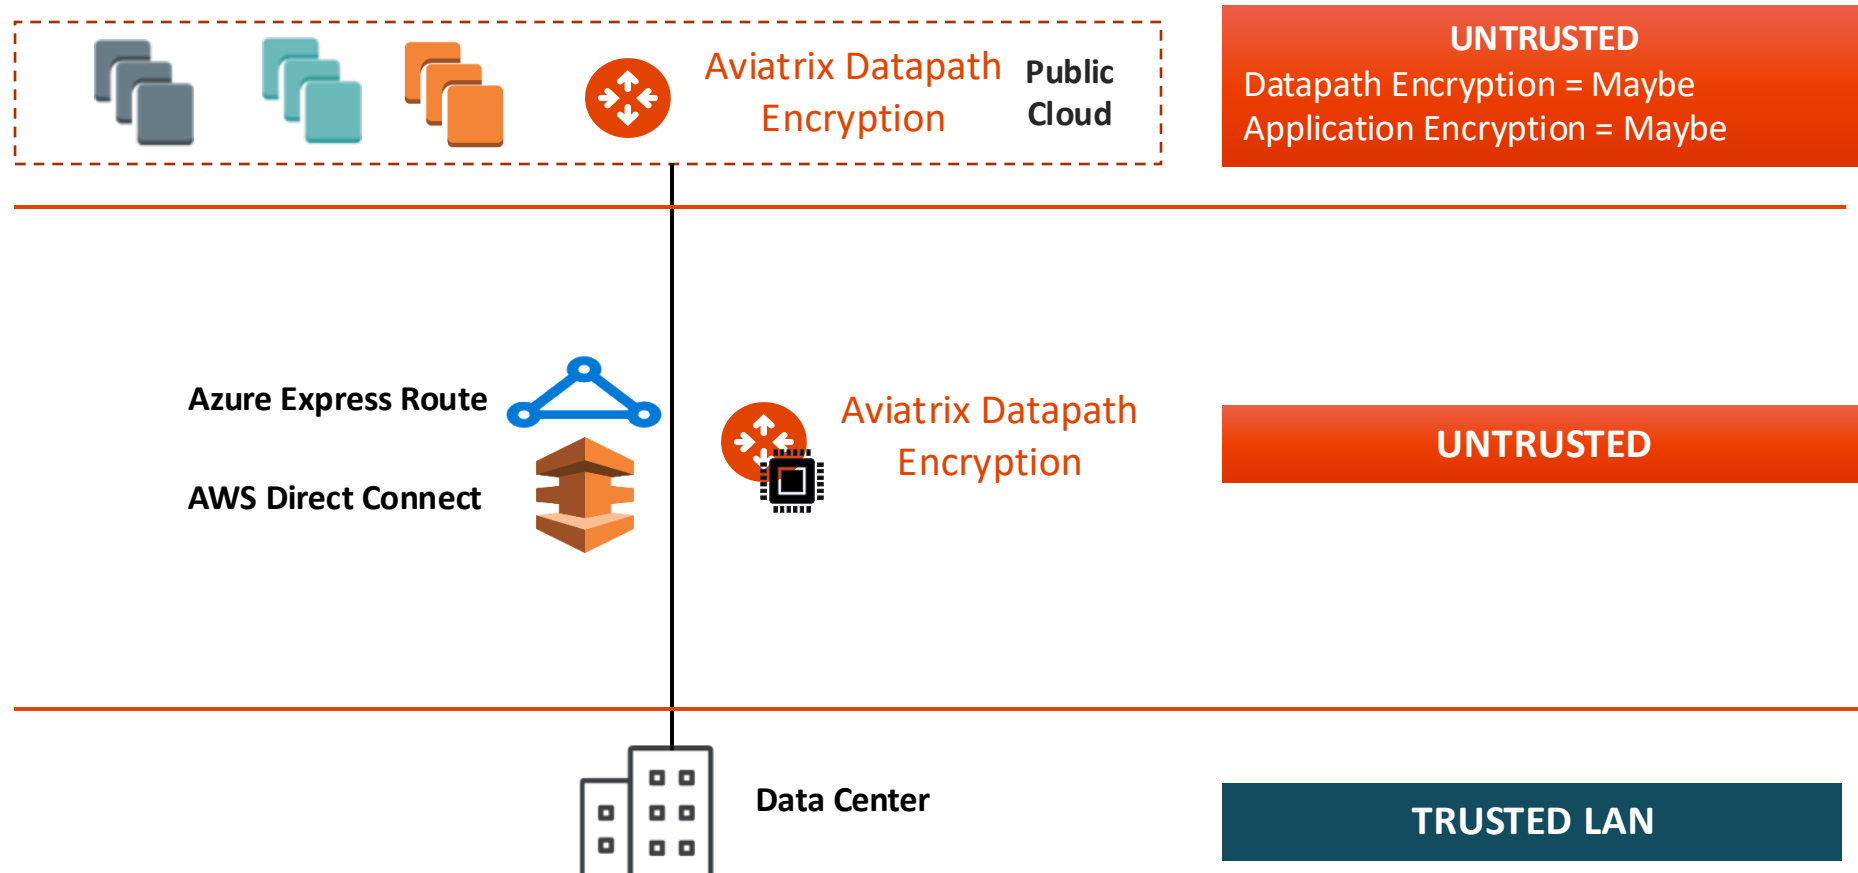 Aviatrix Datapath
Encryption
Public
Cloud
UNTRUSTED
Datapath Encryption = Maybe
Application Encryption = Maybe
Azure Express Route
AWS Direct Connect
Aviatrix Datapath
Encryption
UNTRUSTED
Data Center
TRUSTED LAN